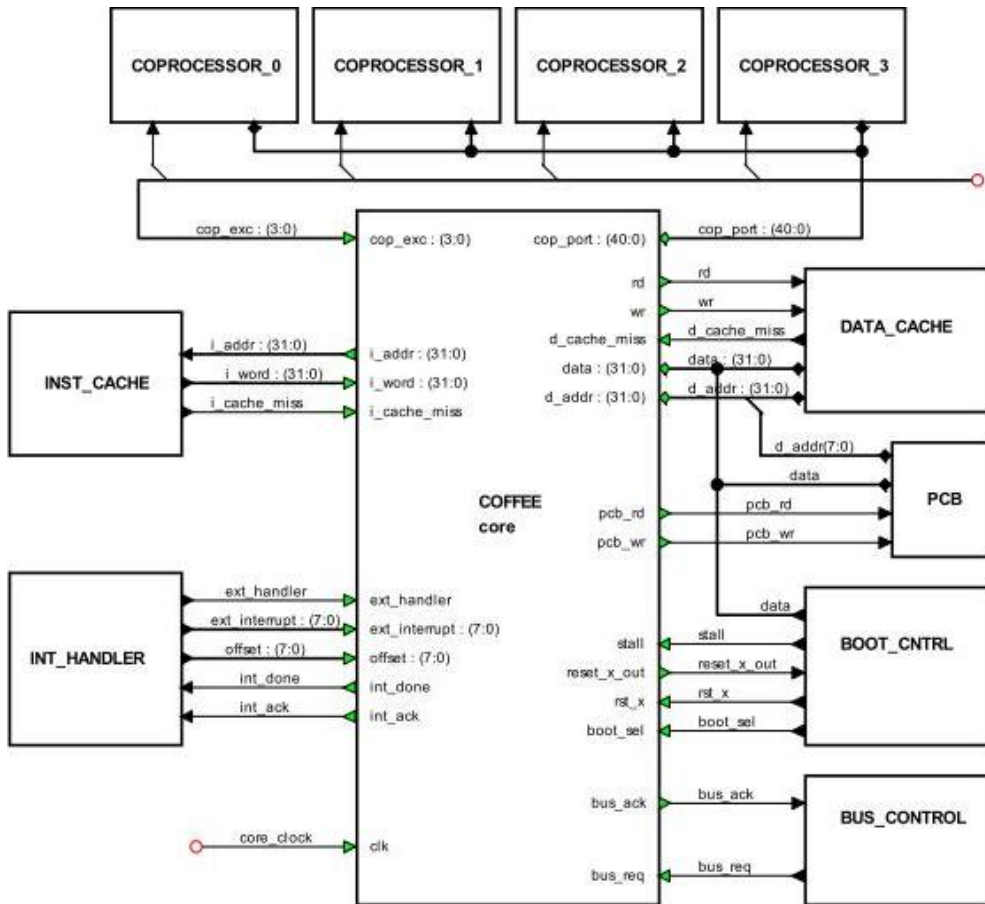 COPROCESSOR_0
COPROCESSOR_1
COPROCESSOR_2
COPROCESSOR_3
cop_exc : (3:0)
cop_exc : (3:0)
cop_port : (40:0)
cop_port : (40:0)
rd
rd
wr
wr
d_cache_miss
d_cache_miss
data : (31:0)
data : (31:0)
d_addr : (31:0)
d_addr : (31:0)
DATA_CACHE
INST_CACHE
i_addr : (31:0)
i_addr : (31:0)
i_word : (31:0)
i_word : (31:0)
i_cache_miss
i_cache_miss
d_addr(7:0)
data
PCB
COFFEE
core
pcb_rd
pcb_rd
pcb_wr
pcb_wr
INT_HANDLER
ext_handler
ext_handler
ext_interrupt : (7:0)
ext_interrupt : (7:0)
offset : (7:0)
offset : (7:0)
int_done
int_done
int_ack
int_ack
data
stall
stall
reset_x_out
reset_x_out
rst_x
rst_x
boot_sel
boot_sel
BOOT_CNTRL
bus_ack
bus_ack
BUS_CONTROL
core_clock
clk
bus_req
bus_req